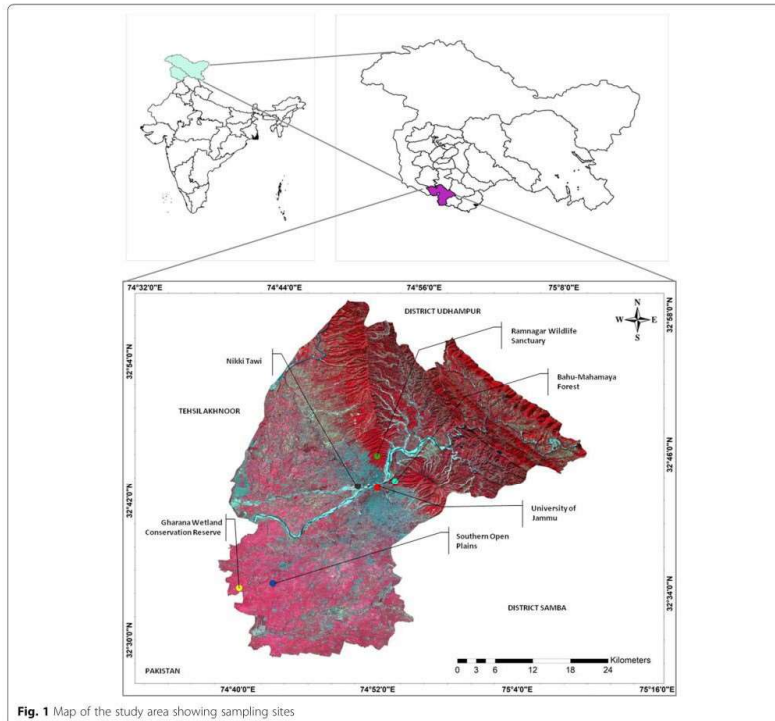 74°32'0"E
74°44'0"E
74°56'0"E
75°8'0"E
DISTRICT UDHAMPUR
32°58'0"N
N
W E
S
Ramnagar Wildlife
Sanctuary
Nikki Tawi
32°54'0"N
Bahu-Mahamaya
Forest
TEHSILAKHNOOR
32°46'0"N
32°42'0"N
Gharana Wetland
Conservation Reserve
University of
Jammu
Southern Open
Plains
32°34'0"N
DISTRICT SAMBA
32°30'0"N
Kilometers
0 3 6 12 18 24
PAKISTAN
74°40'0"E
74°52'0"E
75°4'0"E
75°16'0"E
Fig. 1 Map of the study area showing sampling sites